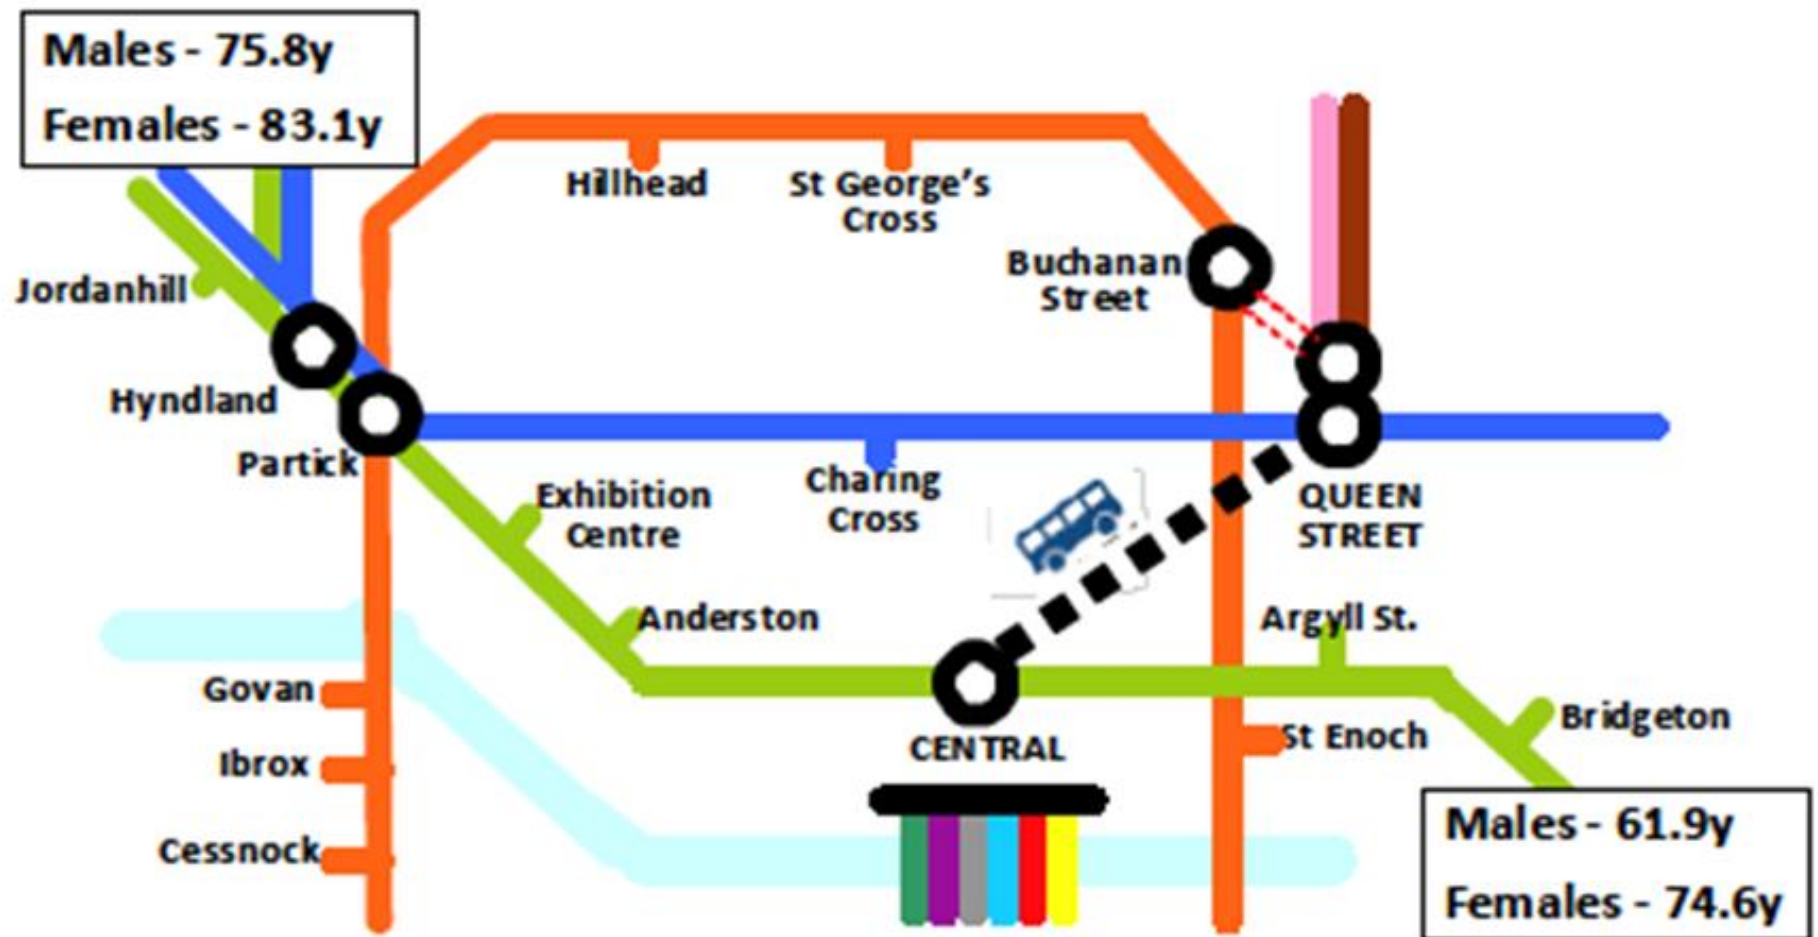 Males - 75.8y
Females - 83.1y
Hillhead
St George’s
Cross
Buchanan
Street
Jordanhill
Hyndland
Partick
Exhibition
Centre
Charing
Cross
QUEEN
STREET
Anderston
Argyll St.
Govan
Ibrox
Cessnock
CENTRAL
St Enoch
Bridgeton
Males - 61.9y
Females - 74.6y